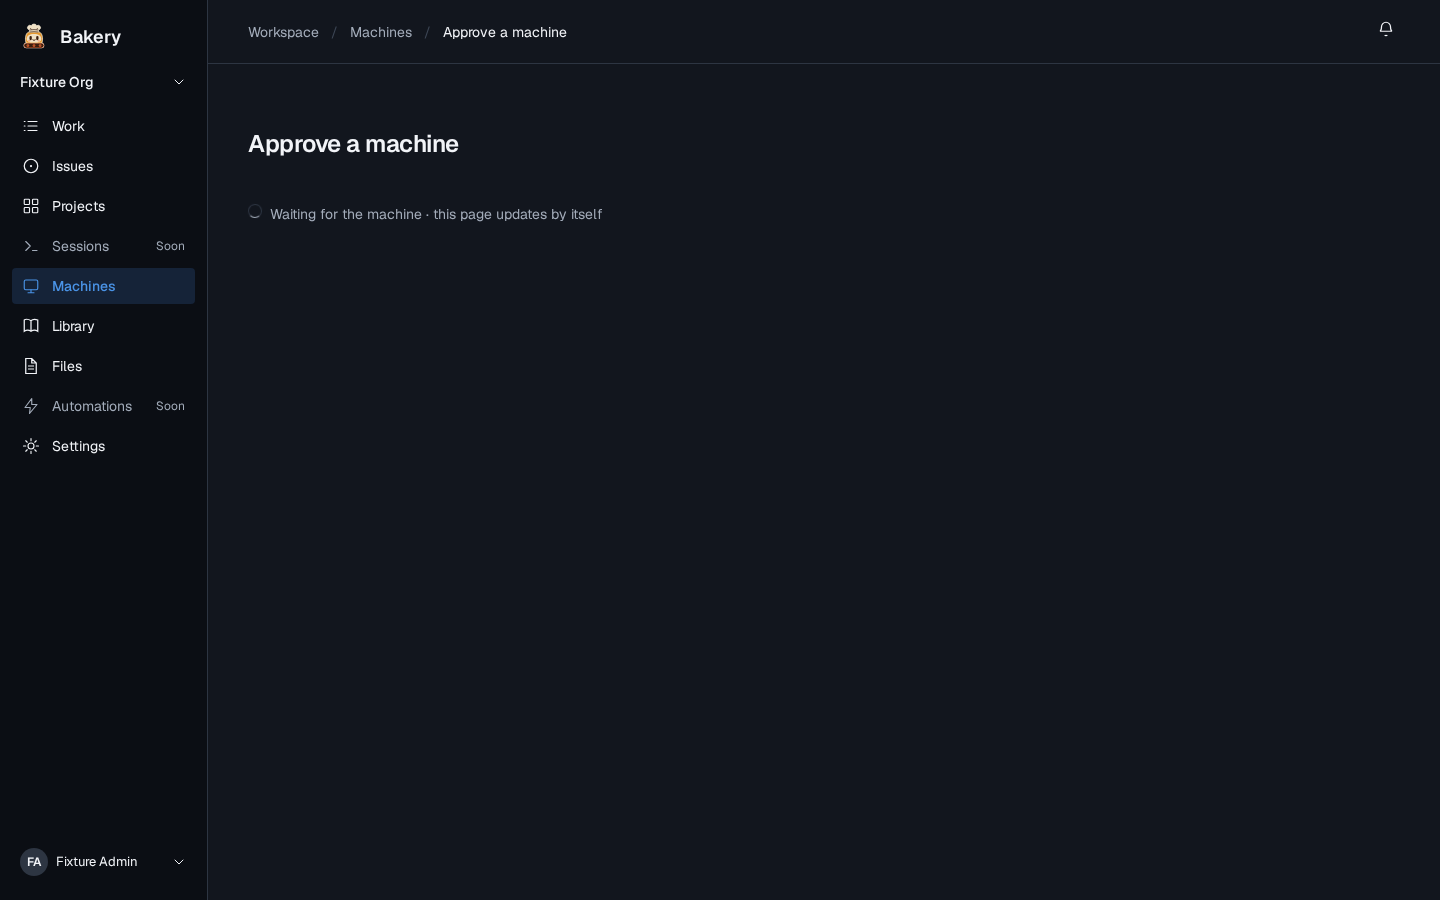 Bakery
Fixture Org
Work
Issues
Projects
Sessions Soon
Machines
Library
Files
Automations Soon
Settings
FA Fixture Admin
Workspace / Machines / Approve a machine
Approve a machine
Waiting for the machine · this page updates by itself